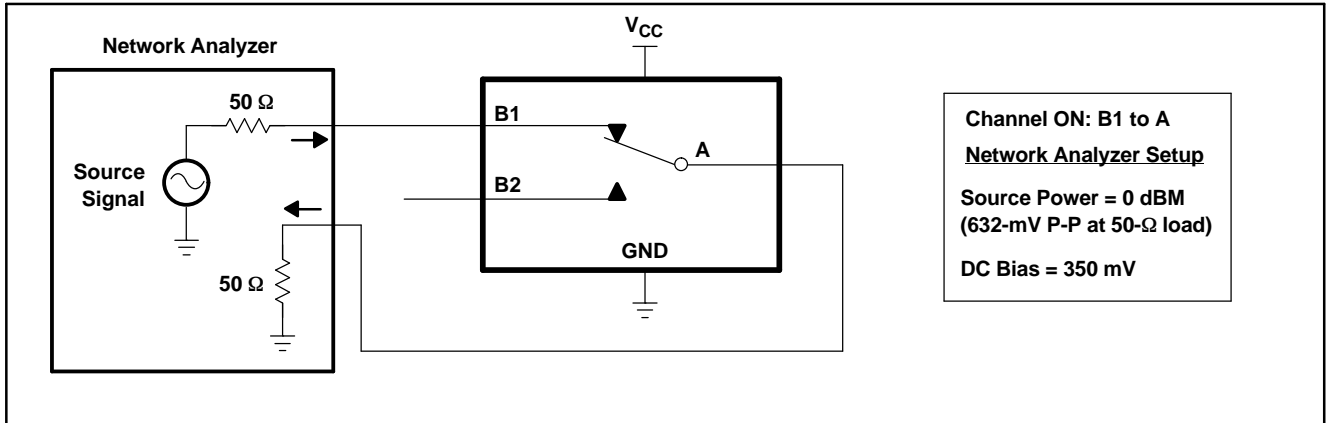 Network Analyzer
50 Ω
Source
Signal
50 Ω
VCC
B1
B2
A
GND
Channel ON: B1 to A
Network Analyzer Setup
Source Power = 0 dBM
(632-mV P-P at 50-Ω load)
DC Bias = 350 mV